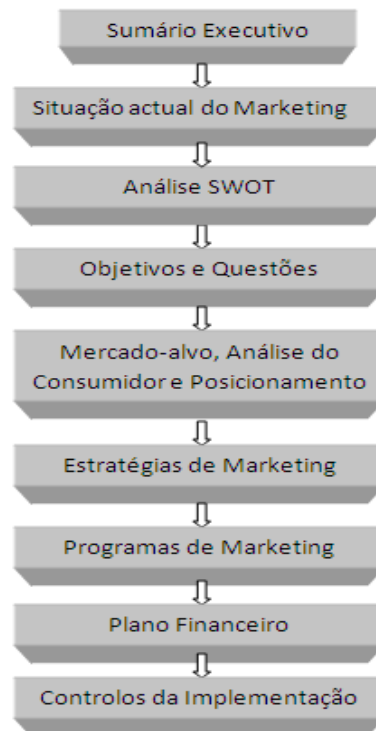 Sumário Executivo
Situação actual do Marketing
Análise SWOT
Objetivos e Questões
Mercado-alvo, Análise do
Consumidor e Posicionamento
Estratégias de Marketing
Programas de Marketing
Plano Financeiro
Controlos da Implementação